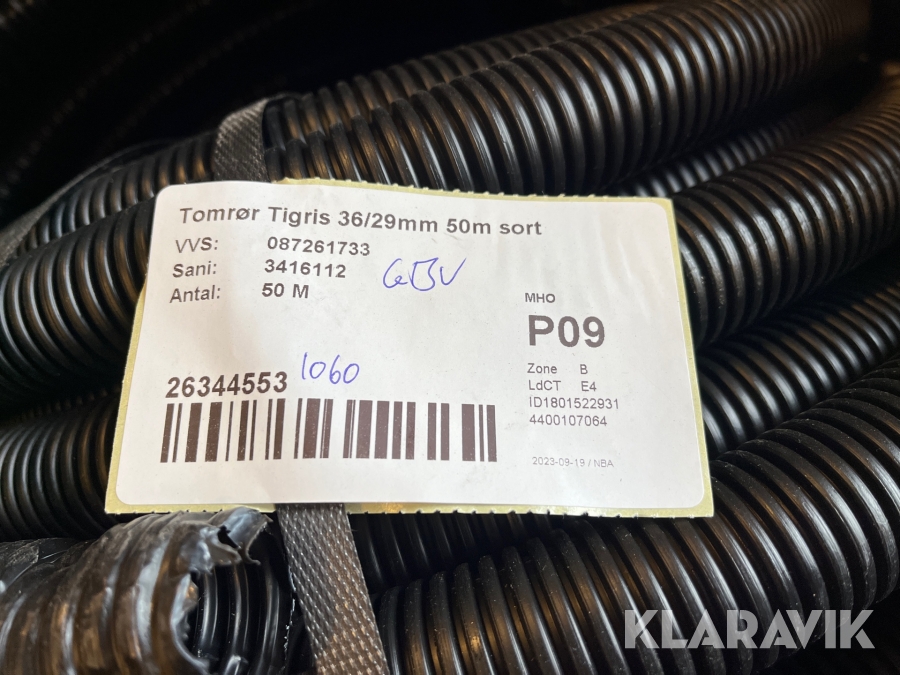 Tomrør Tigris 36/29mm 50m sort
VVS: 087261733
Sani: 3416112
Antal: 50 M
GBV
MHO
P09
Zone B
LdCT E4
ID1801522931
4400107064
26344553 1060
2023-09-19 / NBA
KLARAVIK